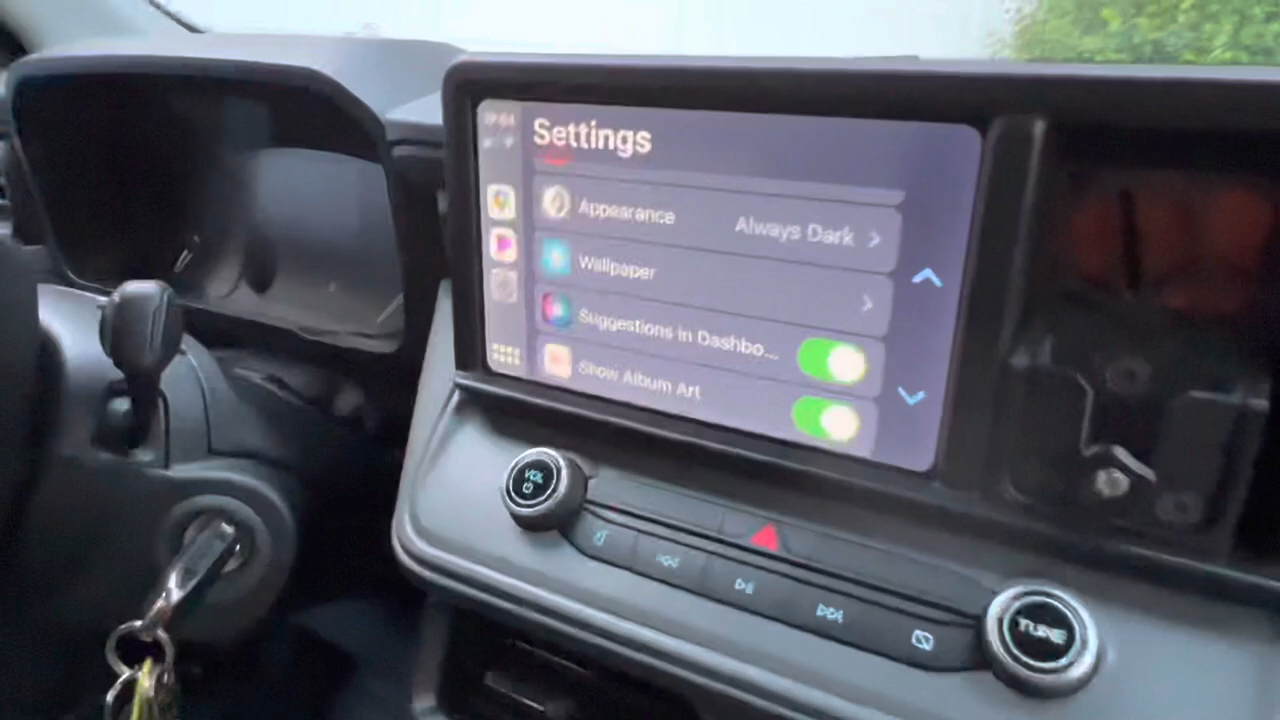 Settings
Appearance Always Dark
Wallpaper
Suggestions in Dashbo...
Show Album Art
VOL
TUNE